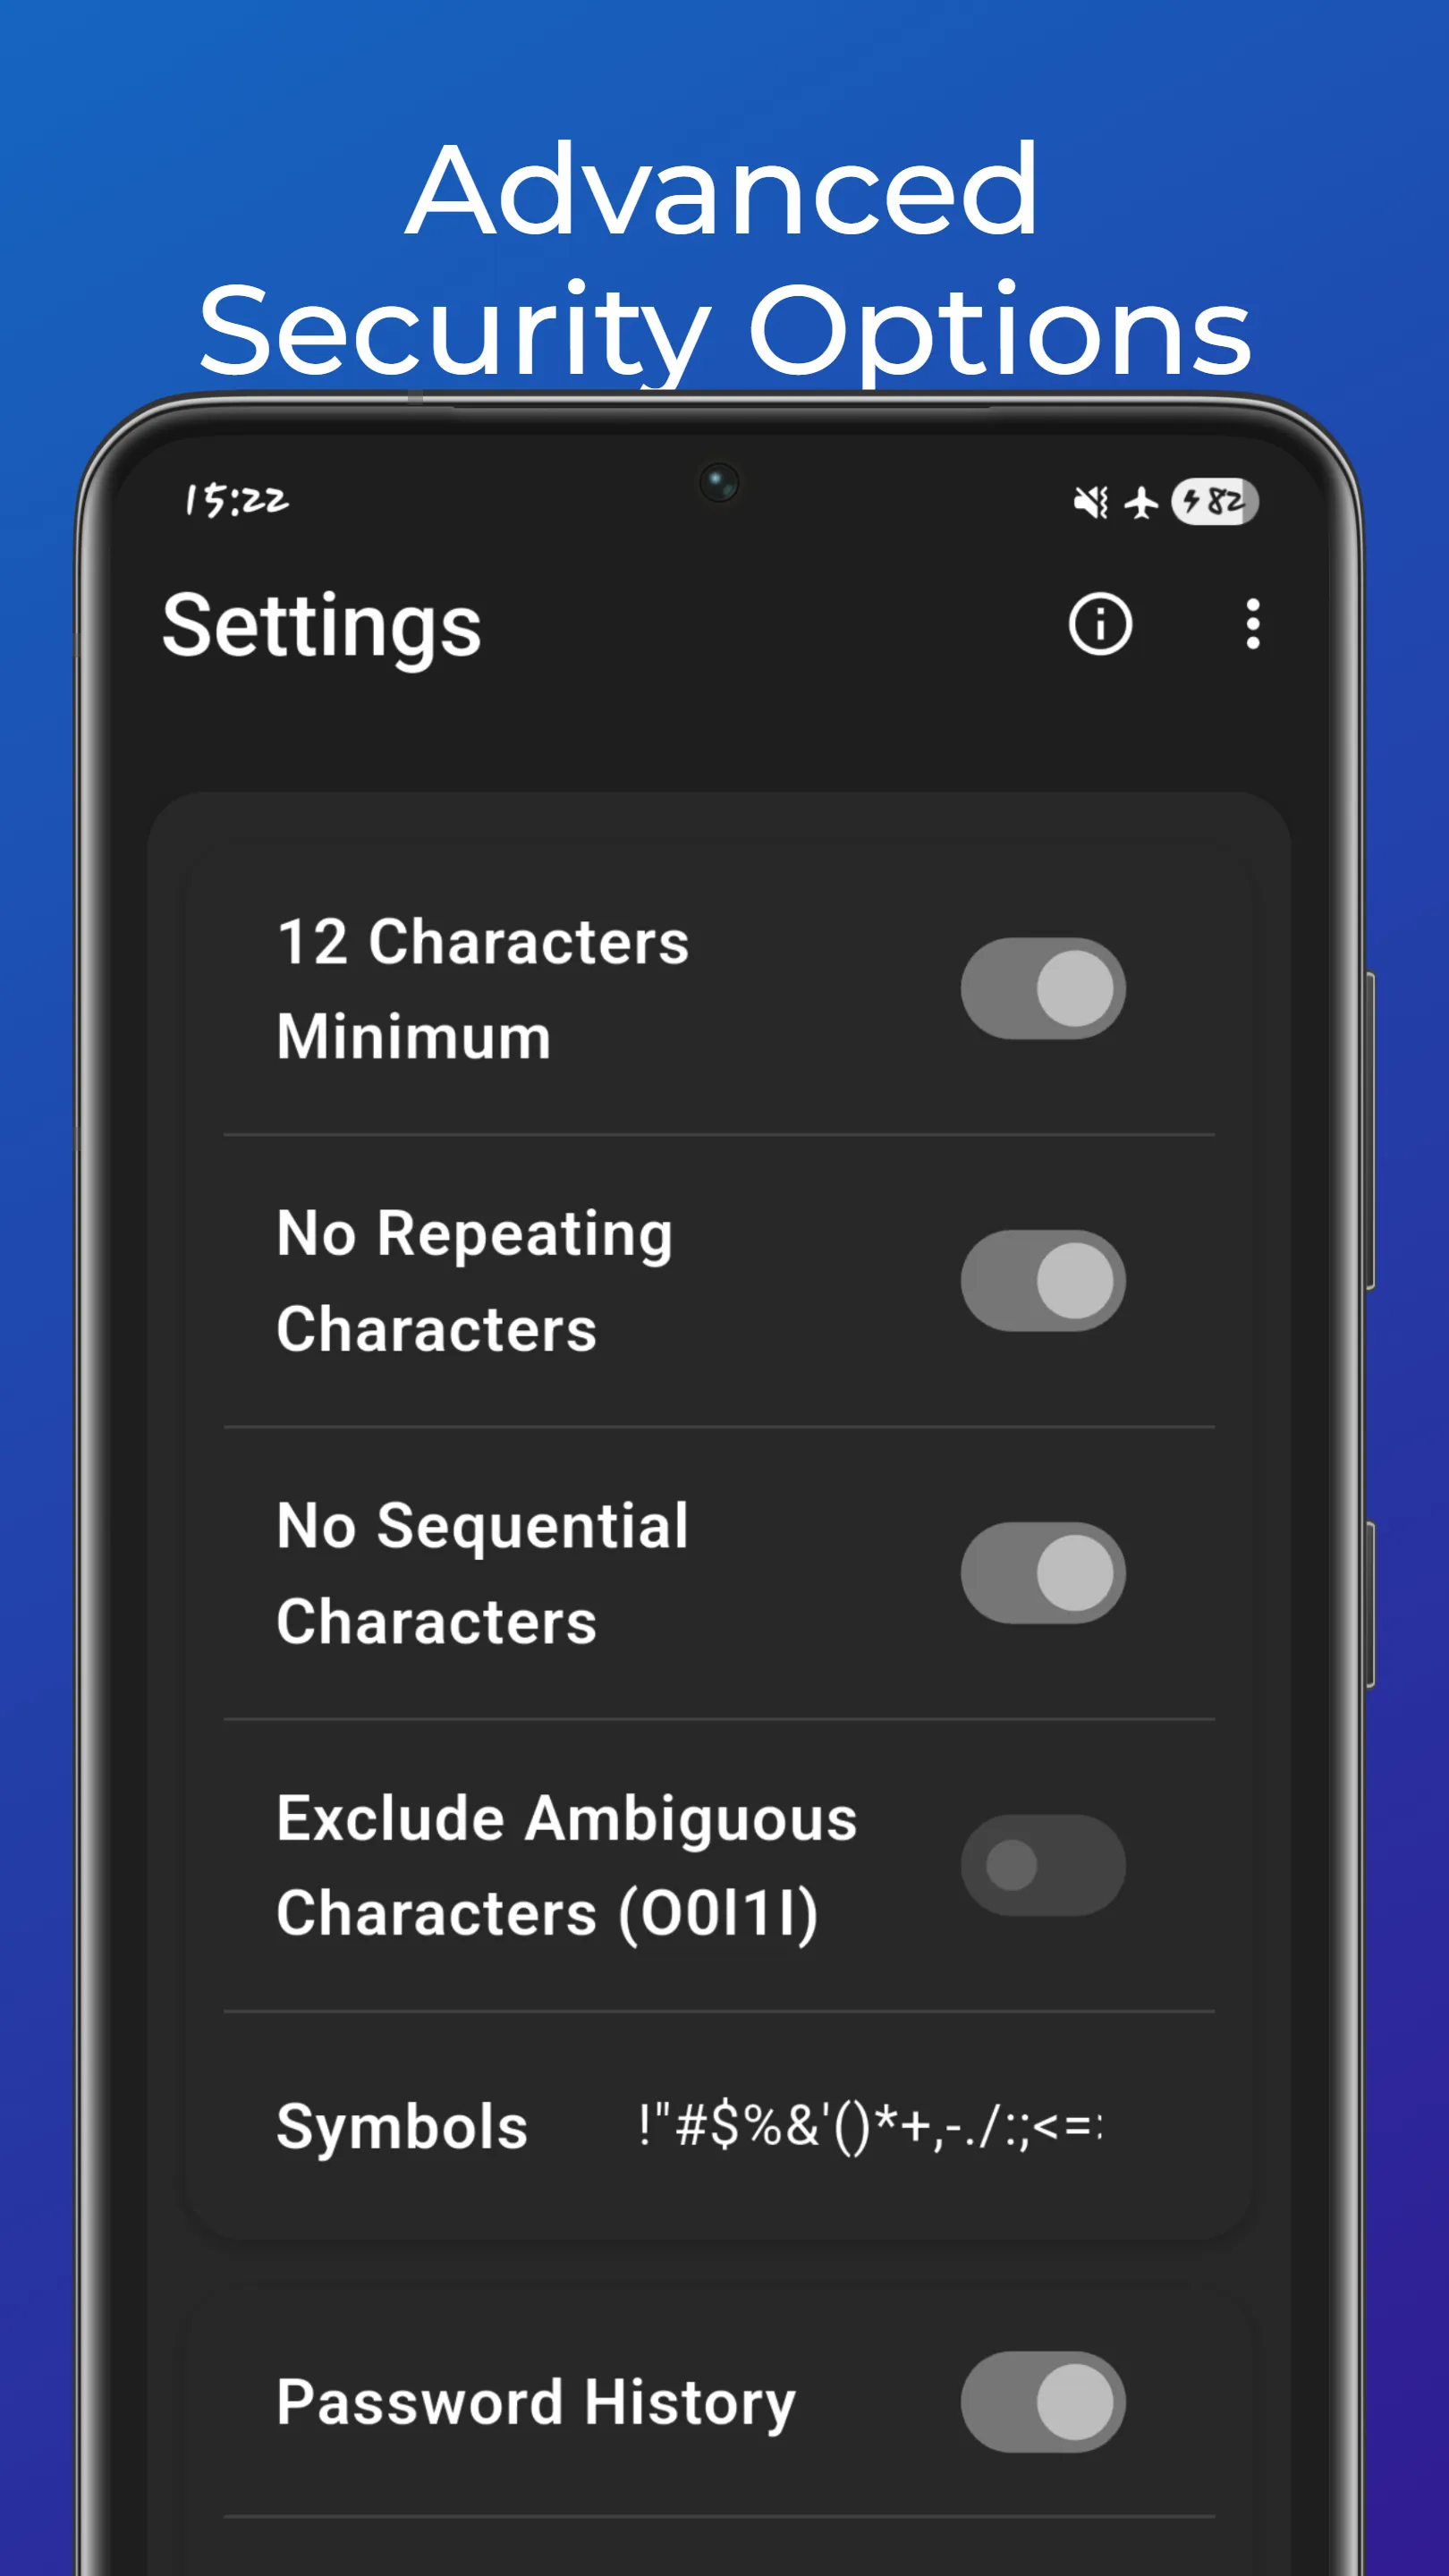 Advanced
Security Options
15:22
82
Settings
12 Characters
Minimum
No Repeating
Characters
No Sequential
Characters
Exclude Ambiguous
Characters (O0l1I)
Symbols !"#$%&'()*+,-./:;<=
Password History